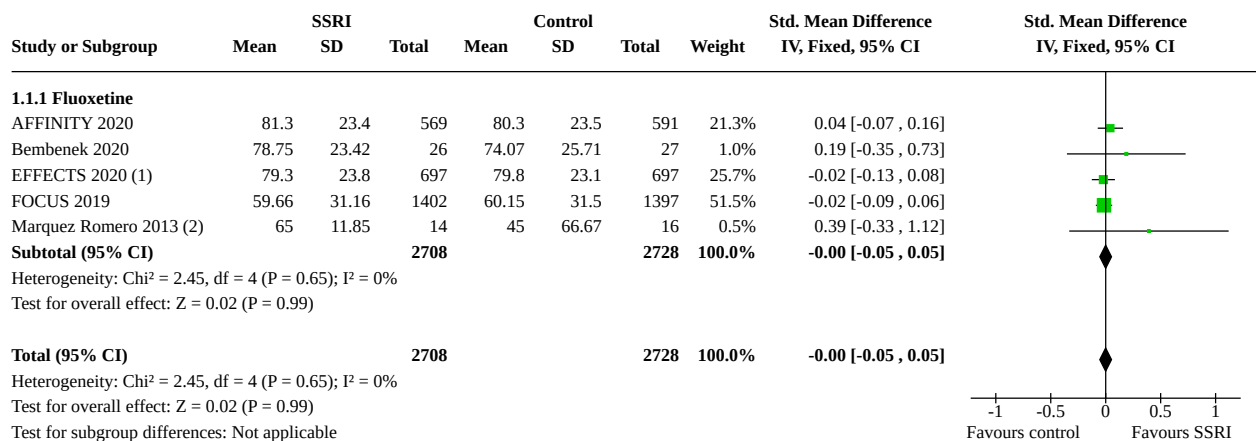 SSRI Control Std. Mean Difference Std. Mean Difference
Study or Subgroup Mean SD Total Mean SD Total Weight IV, Fixed, 95% CI IV, Fixed, 95% CI
1.1.1 Fluoxetine
AFFINITY 2020 81.3 23.4 569 80.3 23.5 591 21.3% 0.04 [-0.07 , 0.16]
Bembenek 2020 78.75 23.42 26 74.07 25.71 27 1.0% 0.19 [-0.35 , 0.73]
EFFECTS 2020 (1) 79.3 23.8 697 79.8 23.1 697 25.7% -0.02 [-0.13 , 0.08]
FOCUS 2019 59.66 31.16 1402 60.15 31.5 1397 51.5% -0.02 [-0.09 , 0.06]
Marquez Romero 2013 (2) 65 11.85 14 45 66.67 16 0.5% 0.39 [-0.33 , 1.12]
Subtotal (95% CI) 2708 2728 100.0% -0.00 [-0.05 , 0.05]
Heterogeneity: Chi² = 2.45, df = 4 (P = 0.65); I² = 0%
Test for overall effect: Z = 0.02 (P = 0.99)
Total (95% CI) 2708 2728 100.0% -0.00 [-0.05 , 0.05]
Heterogeneity: Chi² = 2.45, df = 4 (P = 0.65); I² = 0%
Test for overall effect: Z = 0.02 (P = 0.99)
-1 -0.5 0 0.5 1
Test for subgroup differences: Not applicable Favours control Favours SSRI